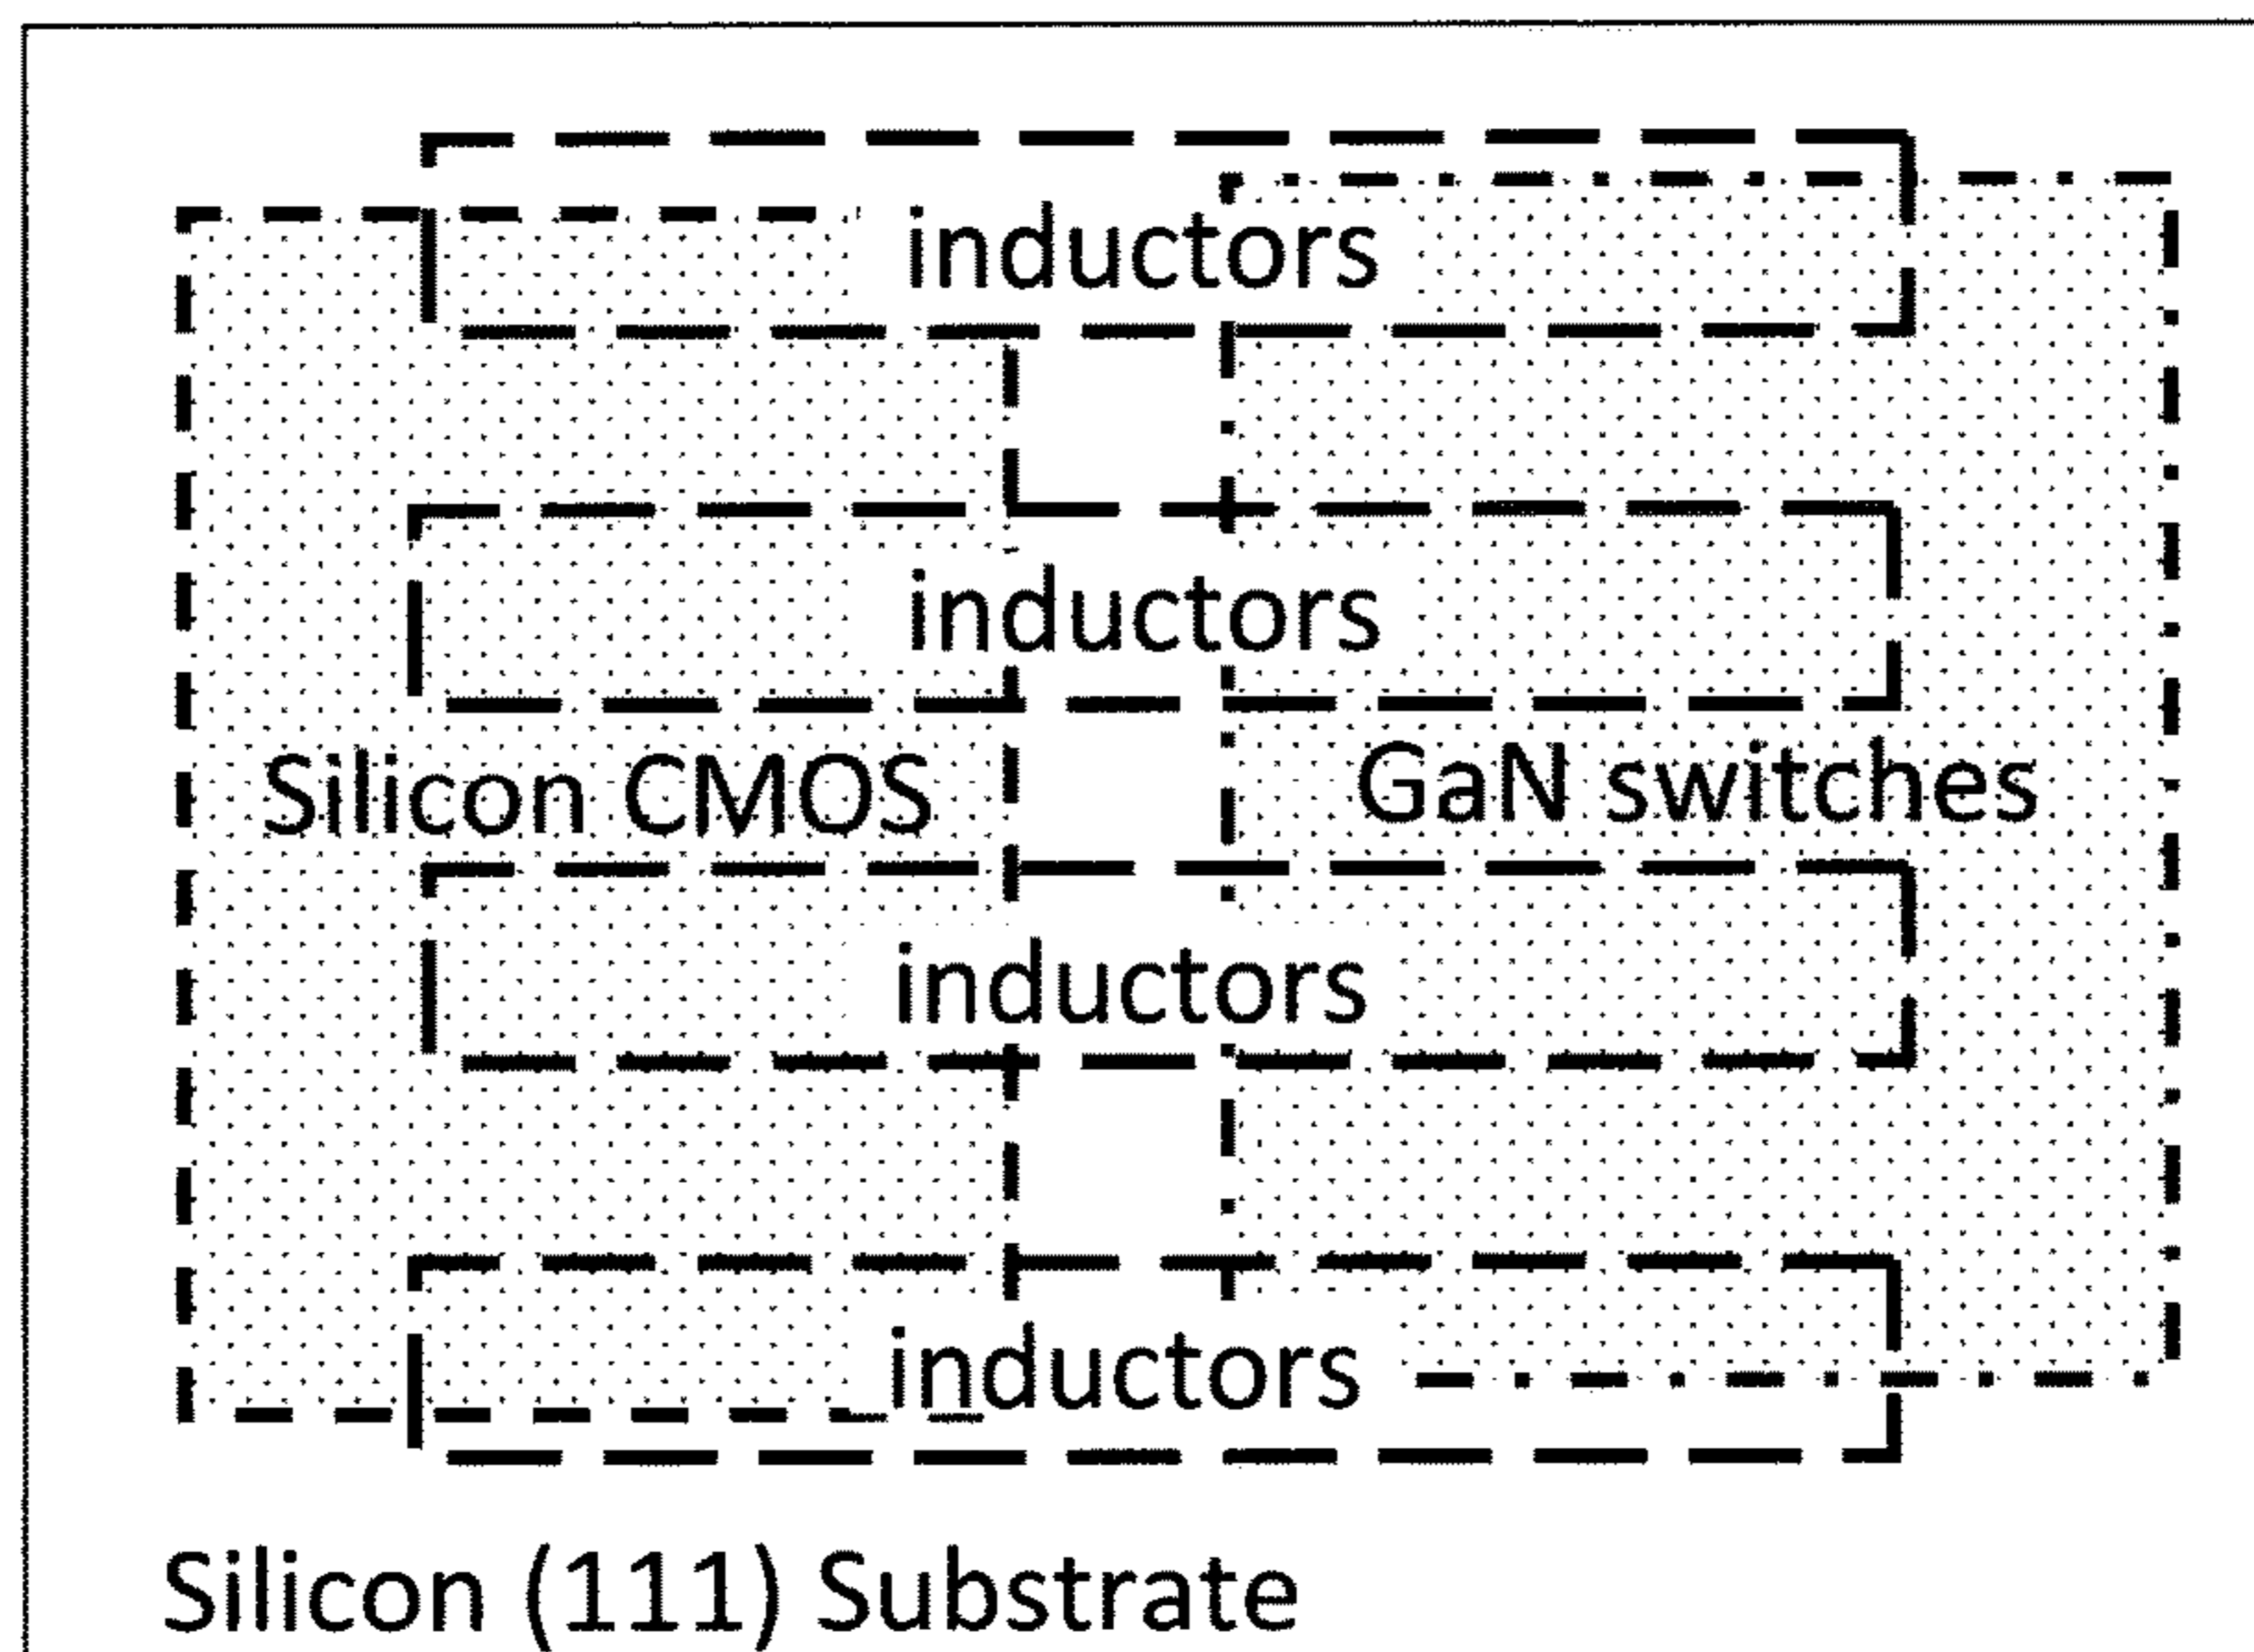 inductors
inductors
Silicon CMOS
GaN switches
inductors
inductors
Silicon (111) Substrate